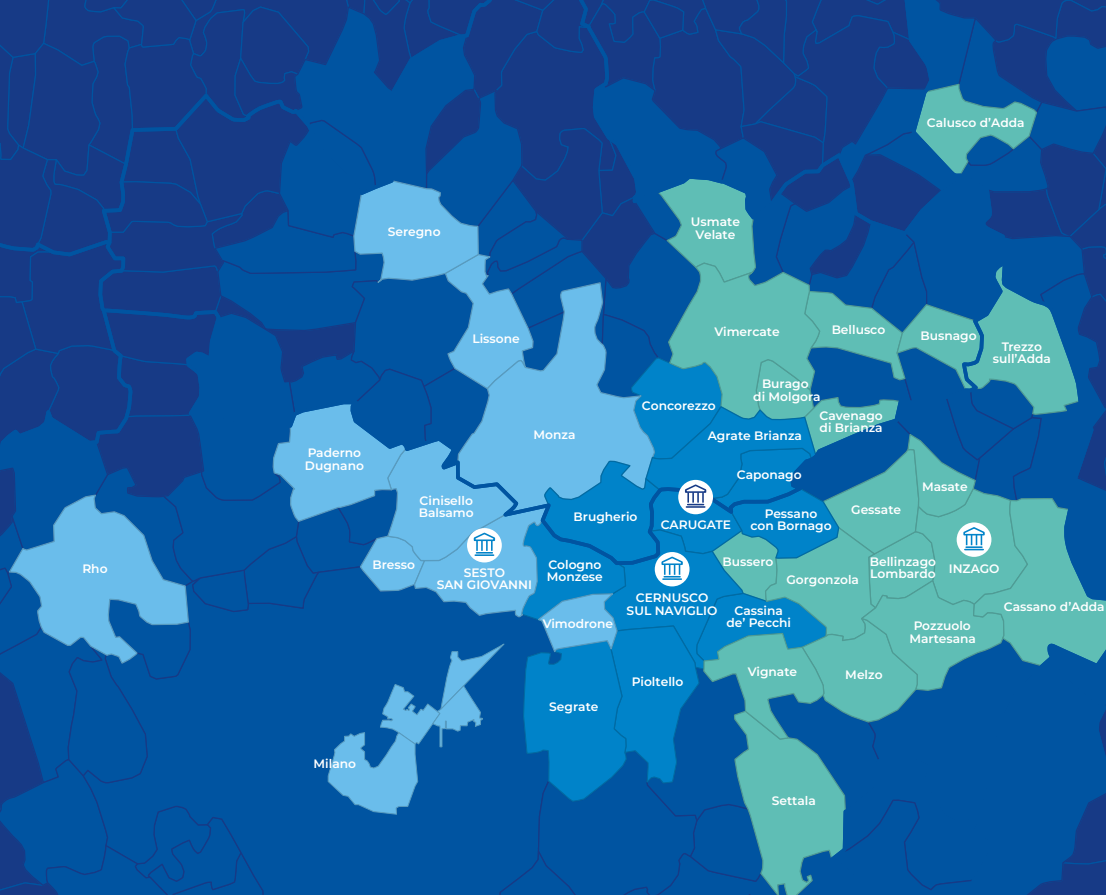 Calusco d’Adda
Usmate
Velate
Seregno
Vimercate
Bellusco
Busnago
Lissone
Trezzo
sull’Adda
Burago
di Molgora
Concorezzo
Cavenago
di Brianza
Monza
Agrate Brianza
Paderno
Dugnano
Caponago
Masate
Cinisello
Balsamo
Gessate
Brugherio
CARUGATE
Pessano
con Bornago
Rho
Bresso
SESTO
SAN GIOVANNI
Cologno
Monzese
Bussero
Gorgonzola
Bellinzago
Lombardo
INZAGO
CERNUSCO
SUL NAVIGLIO
Cassina
de’ Pecchi
Cassano d’Adda
Vimodrone
Pozzuolo
Martesana
Pioltello
Vignate
Melzo
Segrate
Milano
Settala